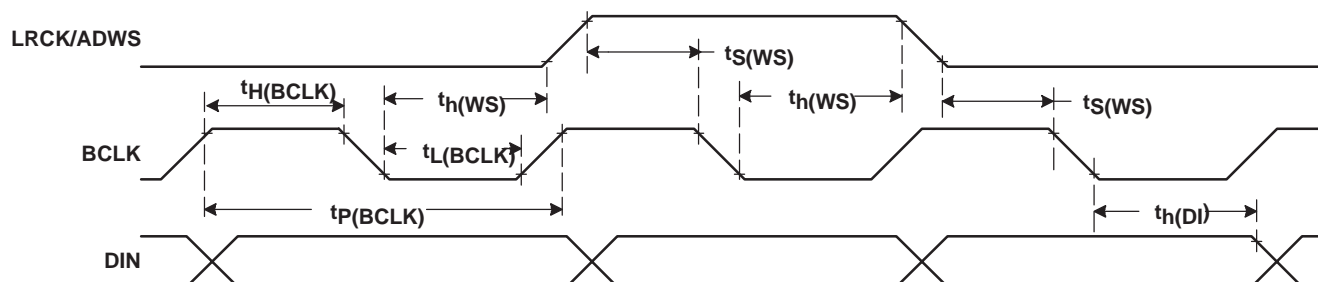 LRCK/ADWS
tS(WS)
tH(BCLK)
th(WS)
th(WS)
tS(WS)
BCLK
tL(BCLK)
tP(BCLK)
th(DI)
DIN